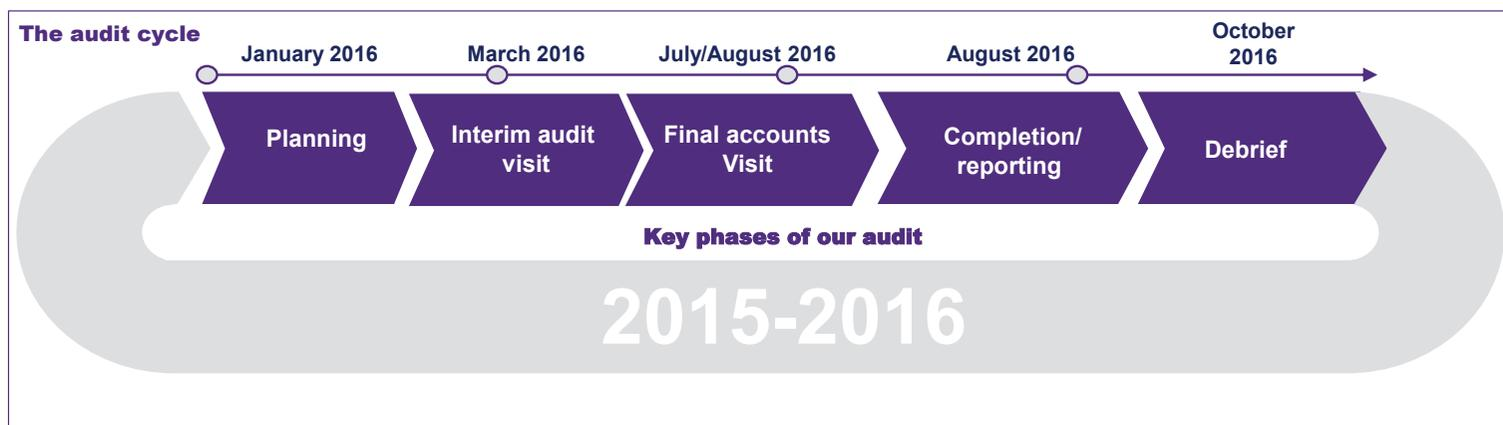 The audit cycle
January 2016
March 2016
July/August 2016
August 2016
October
2016
Planning
Interim audit
visit
Final accounts
Visit
Completion/
reporting
Debrief
Key phases of our audit
2015-2016